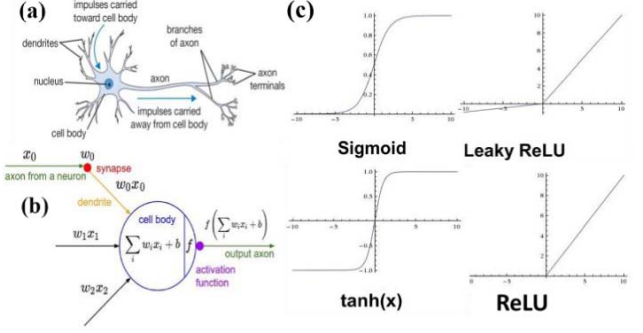 (a)
impulses carried
toward cell body
dendrites
nucleus
cell body
axon
branches
of axon
axon
terminals
impulses carried
away from cell body
(b)
x₀
w₀
axon from a neuron
synapse
w₀x₀
dendrite
cell body
w₁x₁
∑ᵢ wᵢxᵢ + b
f
f(∑ᵢ wᵢxᵢ + b)
output axon
activation
function
w₂x₂
(c)
1.0
0.8
0.6
0.4
0.2
-10
-5
5
10
Sigmoid
10
8
6
4
2
-10
-5
5
10
Leaky ReLU
1.0
0.5
-10
-5
5
10
-0.5
-1.0
tanh(x)
10
8
6
4
2
-10
-5
5
10
ReLU